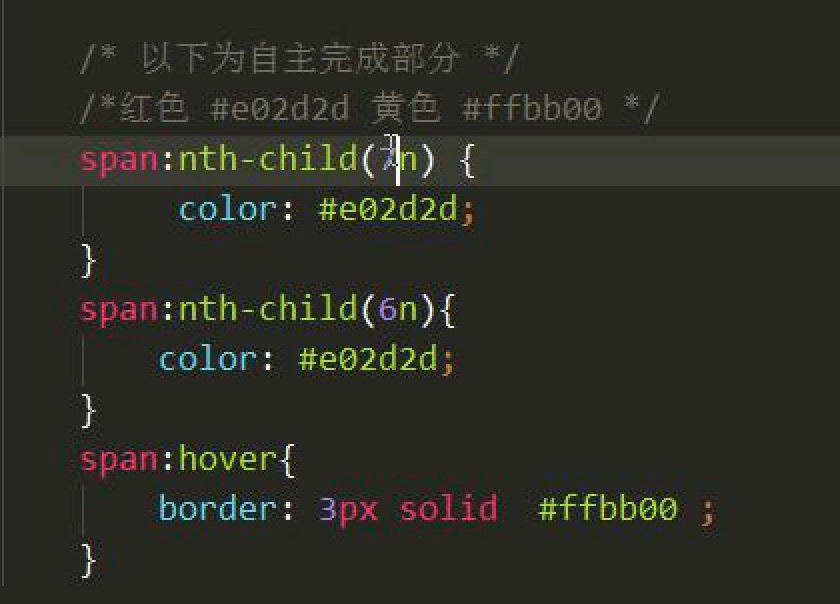 /* 以下为自主完成部分 */
/*红色 #e02d2d 黄色 #ffbb00 */
span:nth-child(7n) {
color: #e02d2d;
}
span:nth-child(6n){
color: #e02d2d;
}
span:hover{
border: 3px solid  #ffbb00 ;
}